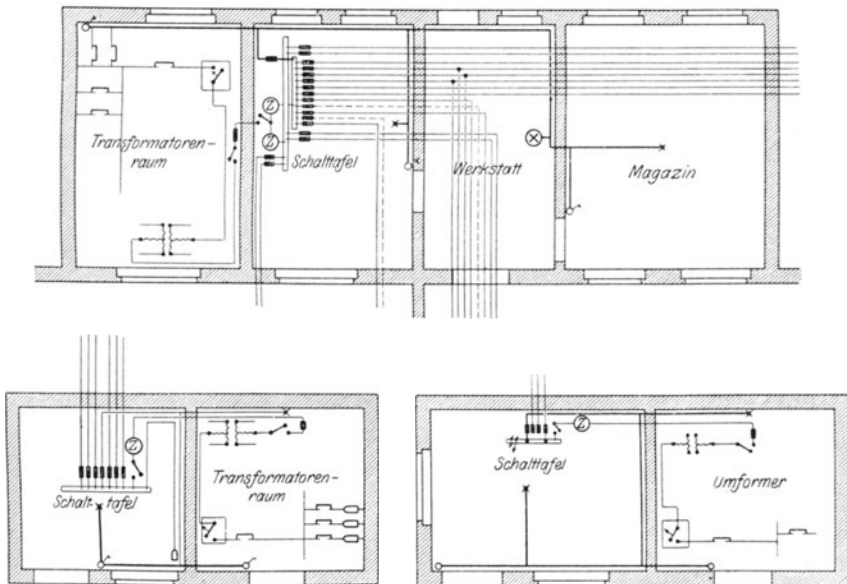 Transformatoren-
raum
Z
Z
Schalttafel
Werkstatt
Magazin
Z
Schalt-tafel
Transformatoren-
raum
Z
Schalttafel
Umformer